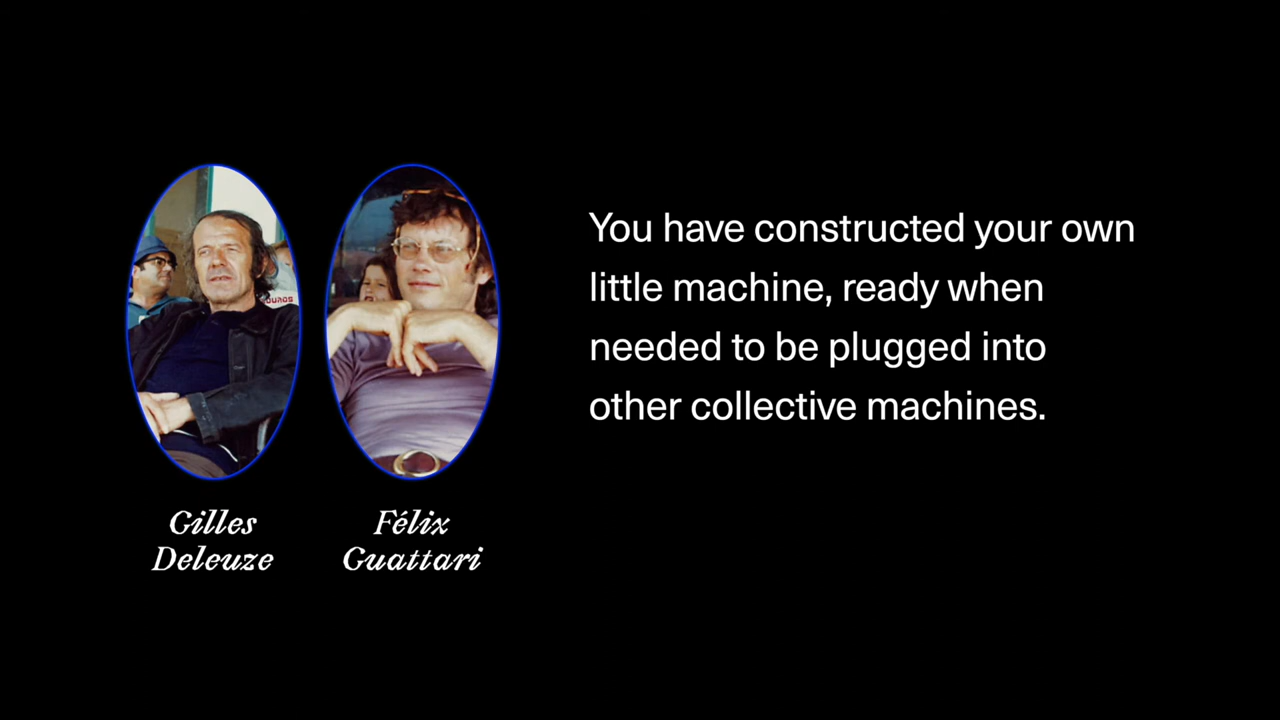 You have constructed your own
little machine, ready when
needed to be plugged into
other collective machines.
Gilles
Deleuze
Félix
Guattari